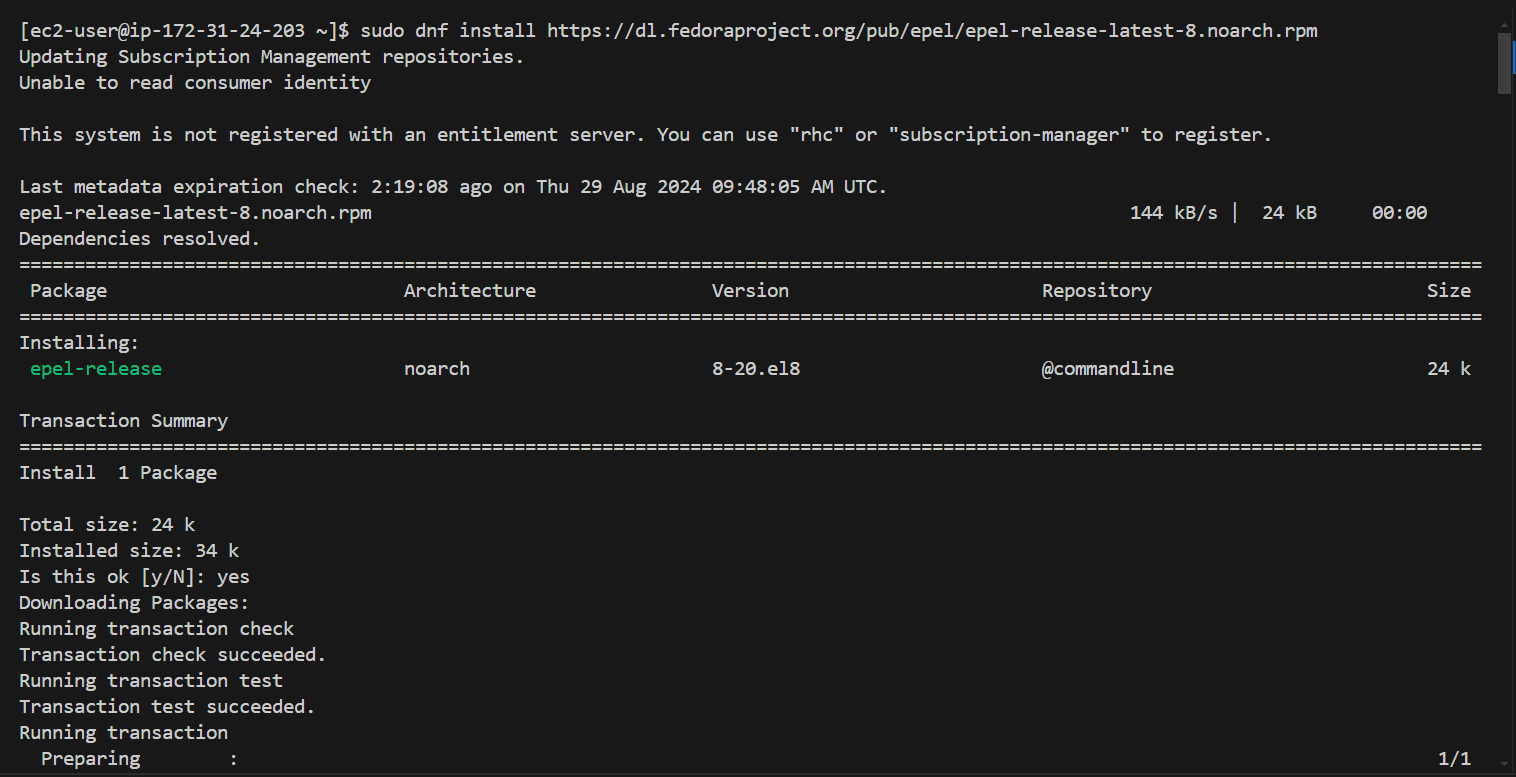 [ec2-user@ip-172-31-24-203 ~]$ sudo dnf install https://dl.fedoraproject.org/pub/epel/epel-release-latest-8.noarch.rpm
Updating Subscription Management repositories.
Unable to read consumer identity
This system is not registered with an entitlement server. You can use "rhc" or "subscription-manager" to register.
Last metadata expiration check: 2:19:08 ago on Thu 29 Aug 2024 09:48:05 AM UTC.
epel-release-latest-8.noarch.rpm 144 kB/s | 24 kB 00:00
Dependencies resolved.
======================================================================================================================================
Package Architecture Version Repository Size
======================================================================================================================================
Installing:
epel-release noarch 8-20.el8 @commandline 24 k
Transaction Summary
======================================================================================================================================
Install 1 Package
Total size: 24 k
Installed size: 34 k
Is this ok [y/N]: yes
Downloading Packages:
Running transaction check
Transaction check succeeded.
Running transaction test
Transaction test succeeded.
Running transaction
Preparing : 1/1